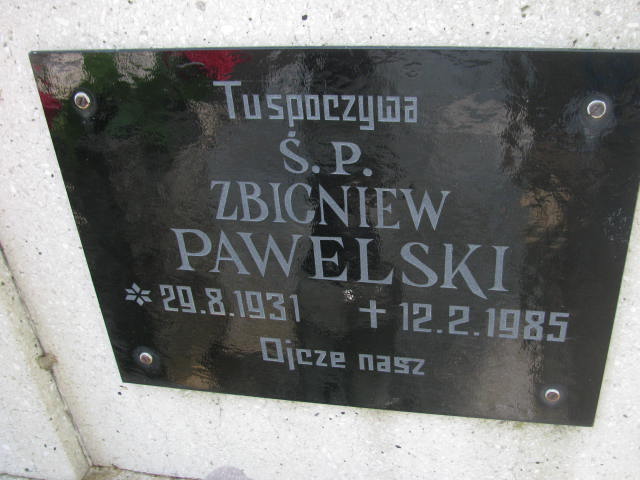 Tu spoczywa
Ś.P.
ZBIGNIEW
PAWELSKI
* 29.8.1931 ✝ 12.2.1985
Ojcze nasz